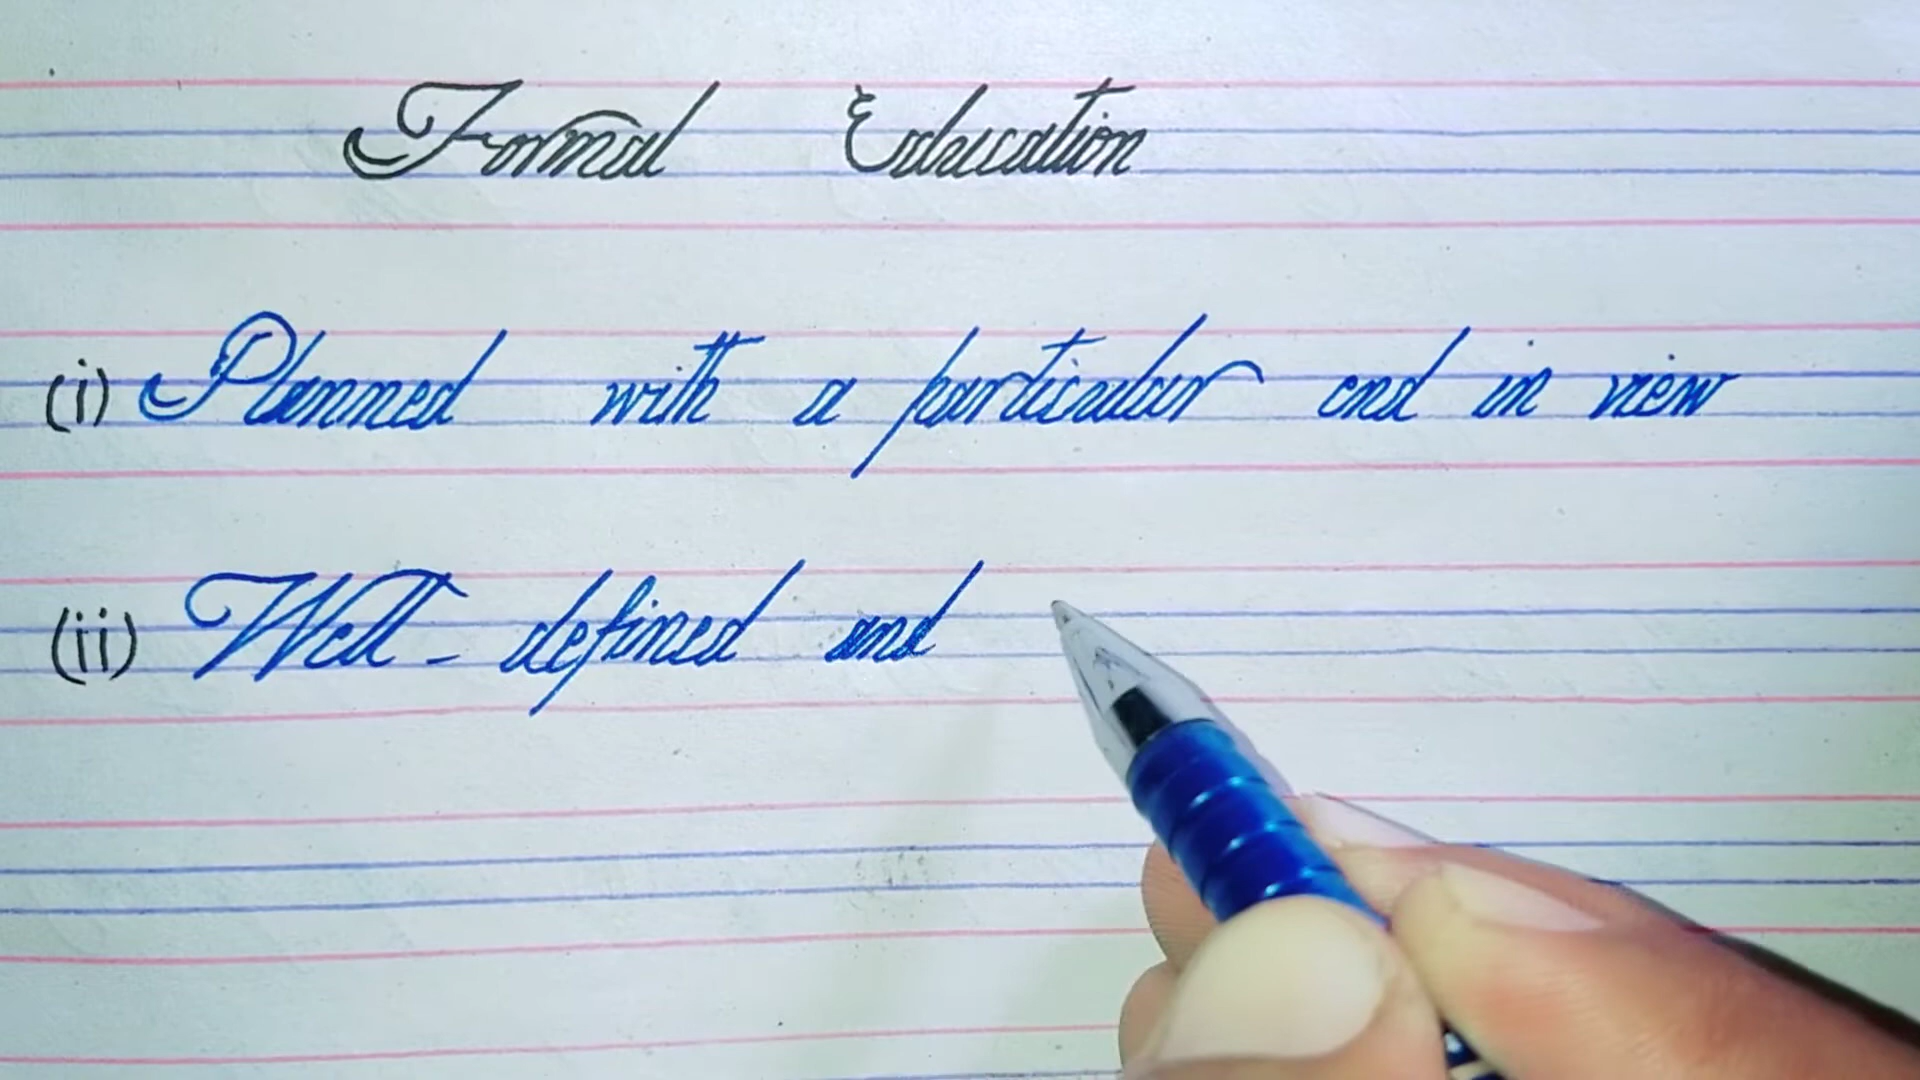 Formal Education
(i) Planned with a particular end in view
(ii) Well-defined and